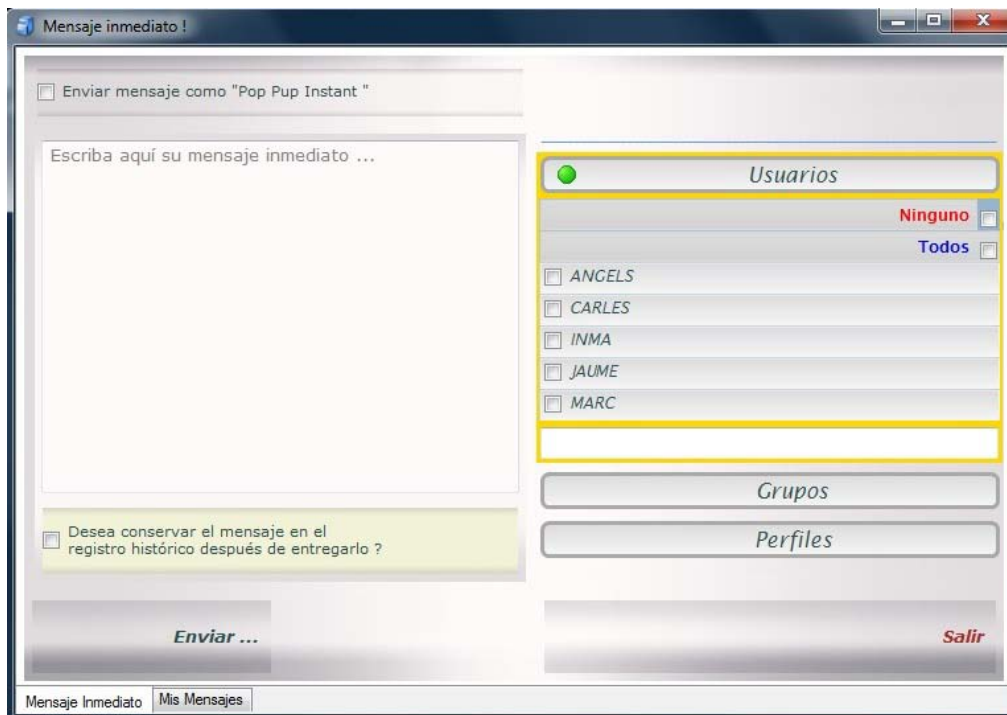 Mensaje inmediato !
Enviar mensaje como "Pop Pup Instant "
Escriba aquí su mensaje inmediato ...
Desea conservar el mensaje en el
registro histórico después de entregarlo ?
Usuarios
Ninguno
Todos
ANGELS
CARLES
INMA
JAUME
MARC
Grupos
Perfiles
Enviar ...
Salir
Mensaje Inmediato
Mis Mensajes